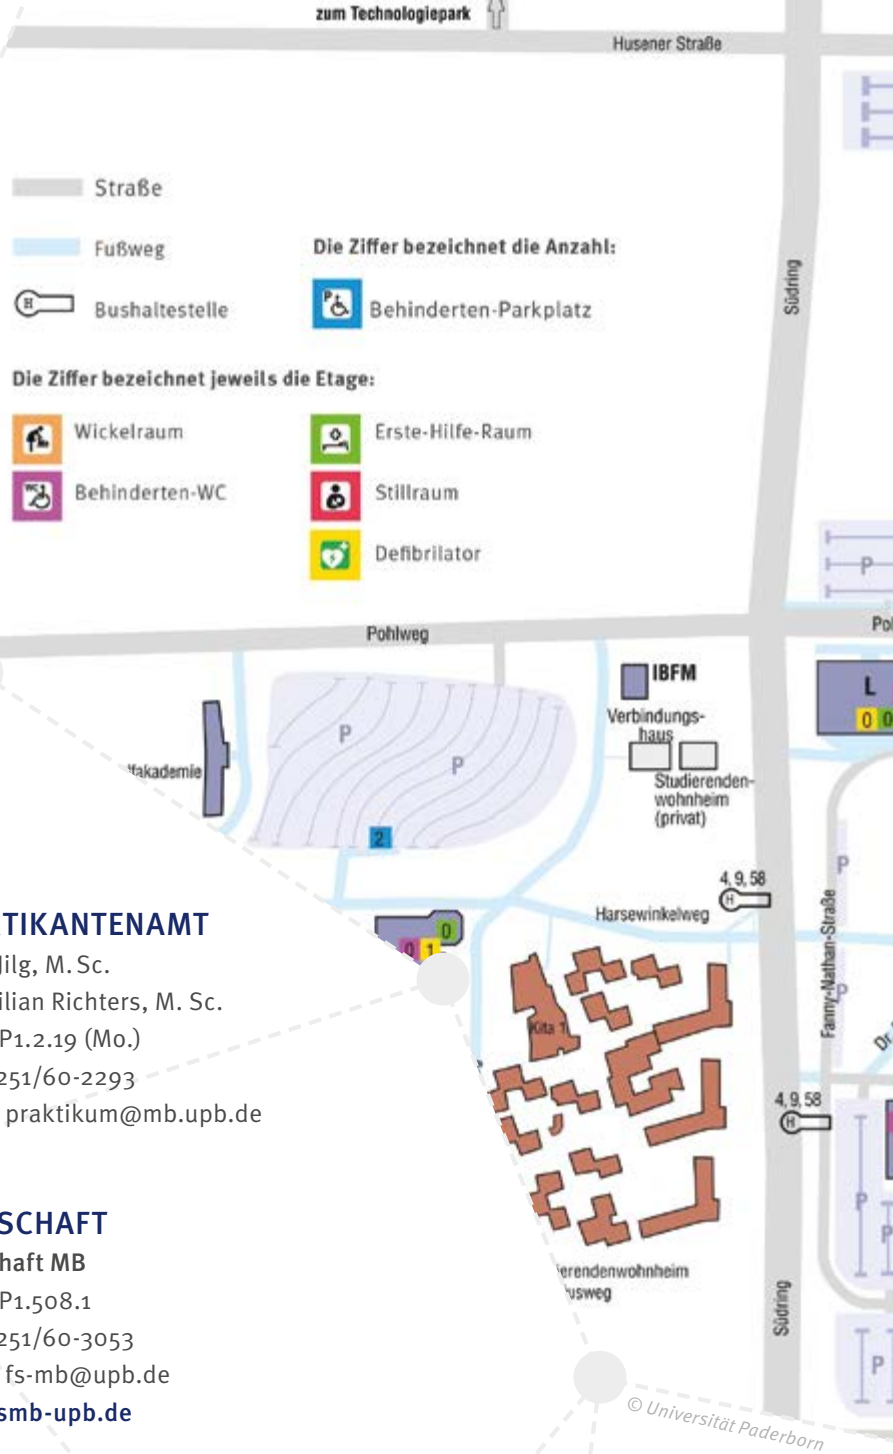 zum Technologiepark
Husener Straße
Straße
Fußweg
H
Bushaltestelle
Die Ziffer bezeichnet die Anzahl:
P
Behinderten-Parkplatz
Die Ziffer bezeichnet jeweils die Etage:
Wickelraum
Erste-Hilfe-Raum
WC
Behinderten-WC
Stillraum
Defibrilator
Südring
P
Pohlweg
Pol
IBFM
L
0 0
Verbindungs-
haus
Studierenden-
wohnheim
(privat)
fakademie
P
P
2
4, 9, 58
H
Harsewinkelweg
Fanny-Nathan-Straße
P
P
Dr.
0
0 1
Kita 1
TIKANTENAMT
Jilg, M. Sc.
ilian Richters, M. Sc.
P1.2.19 (Mo.)
251/60-2293
praktikum@mb.upb.de
4, 9, 58
H
P
P
SCHAFT
haft MB
P1.508.1
251/60-3053
fs-mb@upb.de
smb-upb.de
erendenwohnheim
usweg
Südring
P
© Universität Paderborn